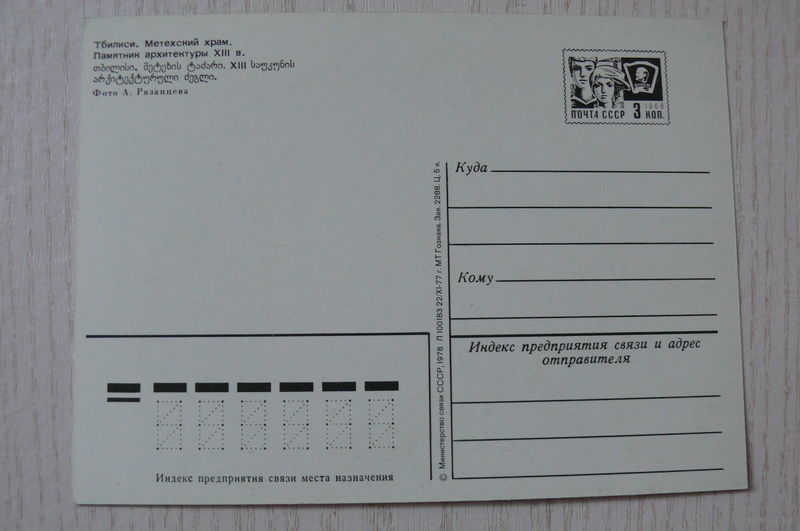 Тбилиси. Метехский храм.
Памятник архитектуры XIII в.
თბილისი. მეტეხის ტაძარი. XIII საუკუნის
არქიტექტურული ძეგლი.
Фото А. Рязанцева
1966
ПОЧТА СССР 3 КОП.
Куда
Кому
Индекс предприятия связи и адрес
отправителя
© Министерство связи СССР, 1978 Л 100183 22/XI-77 г. МТ Гознака. Зак. 2288. Ц. 5 к.
Индекс предприятия связи места назначения